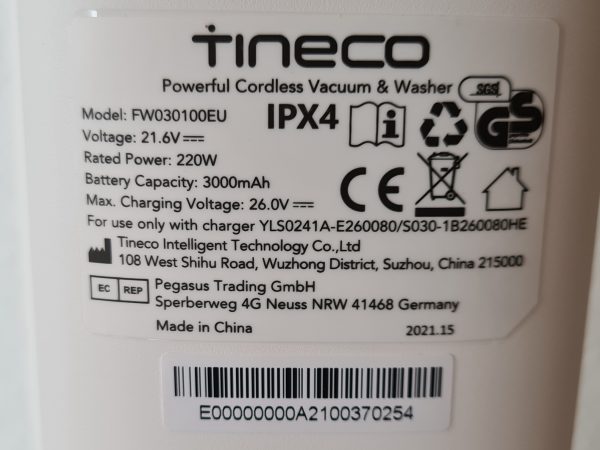 TINECO
Powerful Cordless Vacuum & Washer
SGS
GS
Model: FW030100EU
IPX4
i
Voltage: 21.6V⎓
Rated Power: 220W
Battery Capacity: 3000mAh
CE
Max. Charging Voltage: 26.0V⎓
For use only with charger YLS0241A-E260080/S030-1B260080HE
Tineco Intelligent Technology Co.,Ltd
108 West Shihu Road, Wuzhong District, Suzhou, China 215000
EC REP
Pegasus Trading GmbH
Sperberweg 4G Neuss NRW 41468 Germany
Made in China
2021.15
E00000000A2100370254